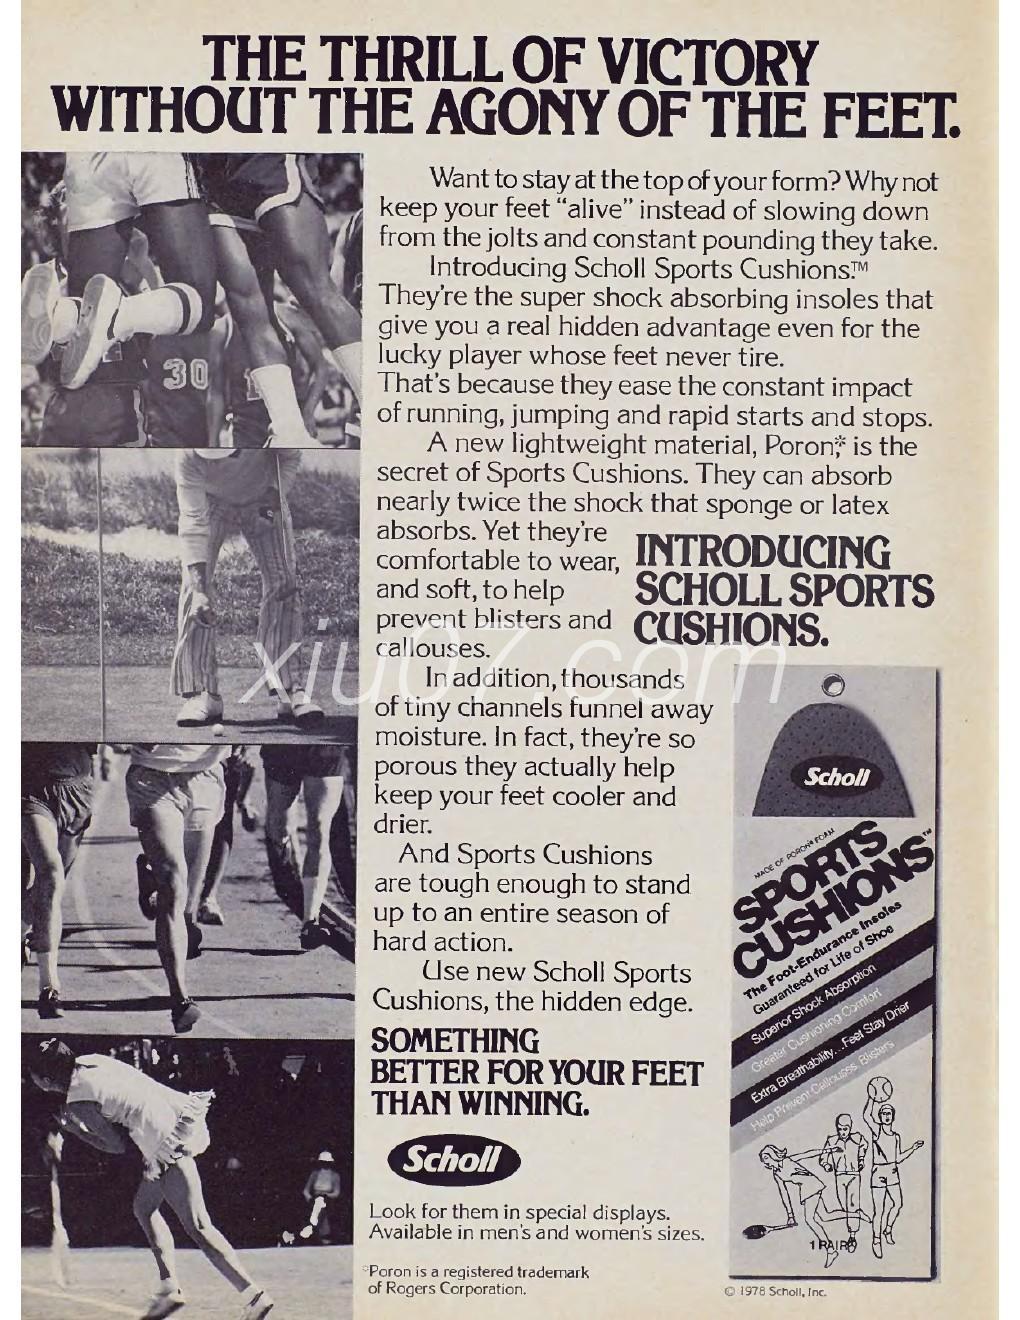 THE THRILL OF VICTORY
WITHOUT THE AGONY OF THE FEET.
Want to stay at the top of your form? Why not
keep your feet “alive” instead of slowing down
from the jolts and constant pounding they take.
Introducing Scholl Sports Cushions.™
They're the super shock absorbing insoles that
give you a real hidden advantage even for the
lucky player whose feet never tire.
That's because they ease the constant impact
of running, jumping and rapid starts and stops.
A new lightweight material, Poron,* is the
secret of Sports Cushions. They can absorb
nearly twice the shock that sponge or latex
absorbs. Yet they're
comfortable to wear,
and soft, to help
prevent blisters and
callouses.
In addition, thousands
of tiny channels funnel away
moisture. In fact, they're so
porous they actually help
keep your feet cooler and
drier.
And Sports Cushions
are tough enough to stand
up to an entire season of
hard action.
Use new Scholl Sports
Cushions, the hidden edge.
SOMETHING
BETTER FOR YOUR FEET
THAN WINNING.
Scholl
Look for them in special displays.
Available in men's and women's sizes.
*Poron is a registered trademark
of Rogers Corporation.
INTRODUCING
SCHOLL SPORTS
CUSHIONS.
Scholl
MADE OF PORON* FOAM
SPORTS
CUSHIONS™
The Foot-Endurance Insoles
Guaranteed for Life of Shoe
Superior Shock Absorption
Greater Cushioning Comfort
Extra Breathability...Feet Stay Drier
Help Prevent Callouses, Blisters
1 PAIR
© 1978 Scholl, Inc.
30
xiu07.com